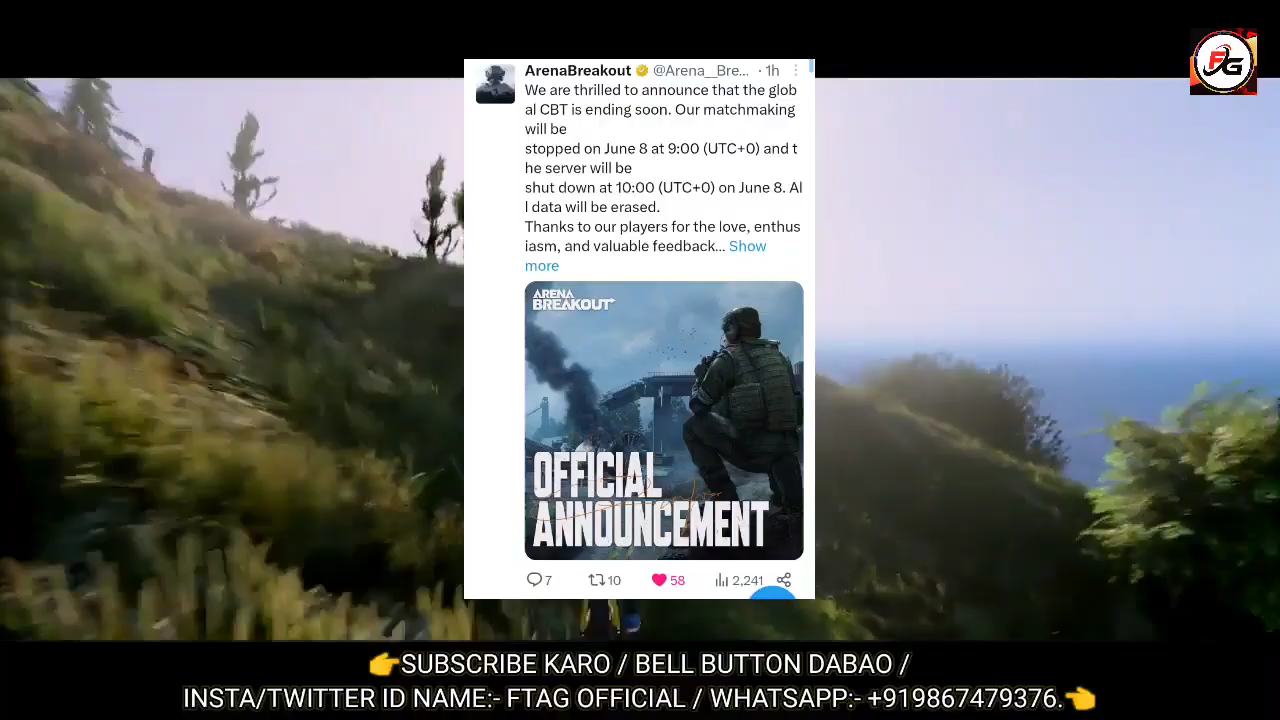 FG
ArenaBreakout @Arena__Bre... · 1h
We are thrilled to announce that the glob
al CBT is ending soon. Our matchmaking
will be
stopped on June 8 at 9:00 (UTC+0) and t
he server will be
shut down at 10:00 (UTC+0) on June 8. Al
l data will be erased.
Thanks to our players for the love, enthus
iasm, and valuable feedback... Show
more
ARENA
BREAKOUT
OFFICIAL
ANNOUNCEMENT
7 10 58 2,241
👉SUBSCRIBE KARO / BELL BUTTON DABAO /
INSTA/TWITTER ID NAME:- FTAG OFFICIAL / WHATSAPP:- +919867479376.👈